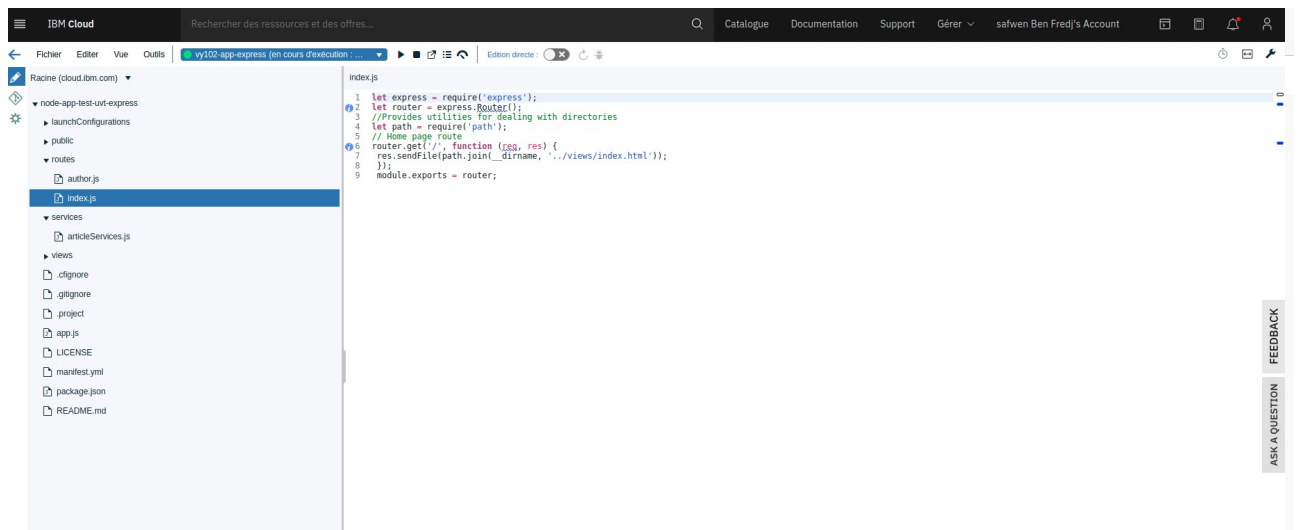 IBM Cloud
Rechercher des ressources et des offres...
Catalogue
Documentation
Support
Gérer
safwen Ben Fredj's Account
Fichier Editer Vue Outils
vy102-app-express (en cours d'exécution : ...
Edition directe :
Racine (cloud.ibm.com)
index.js
node-app-test-uvt-express
launchConfigurations
public
routes
author.js
index.js
services
articleServices.js
views
.cfignore
.gitignore
.project
app.js
LICENSE
manifest.yml
package.json
README.md
1 let express = require('express');
2 let router = express.Router();
3 //Provides utilities for dealing with directories
4 let path = require('path');
5 // Home page route
6 router.get('/', function (req, res) {
7 res.sendFile(path.join(__dirname, '../views/index.html'));
8 });
9 module.exports = router;
FEEDBACK
ASK A QUESTION